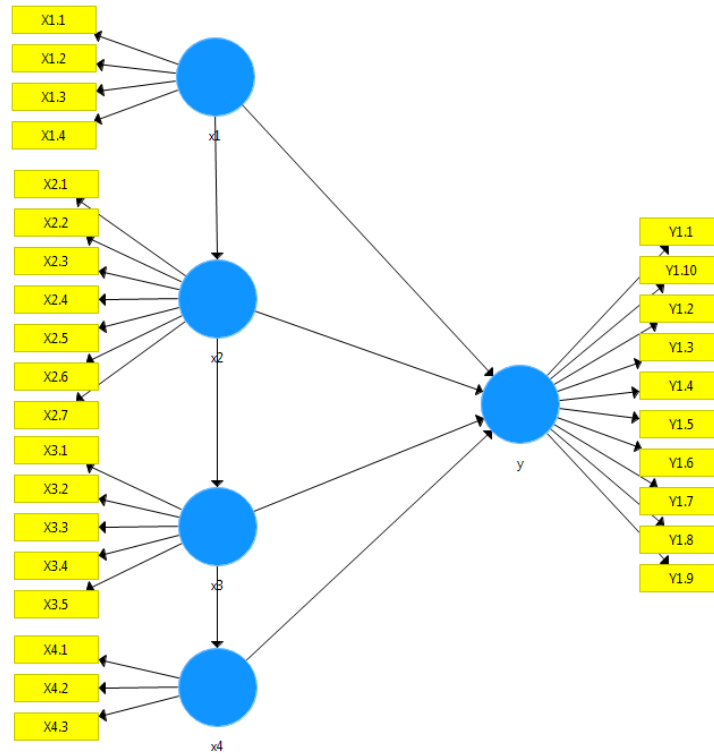 X1.1
X1.2
X1.3
X1.4
x1
X2.1
X2.2
X2.3
X2.4
X2.5
X2.6
X2.7
x2
X3.1
X3.2
X3.3
X3.4
X3.5
x3
X4.1
X4.2
X4.3
x4
y
Y1.1
Y1.10
Y1.2
Y1.3
Y1.4
Y1.5
Y1.6
Y1.7
Y1.8
Y1.9